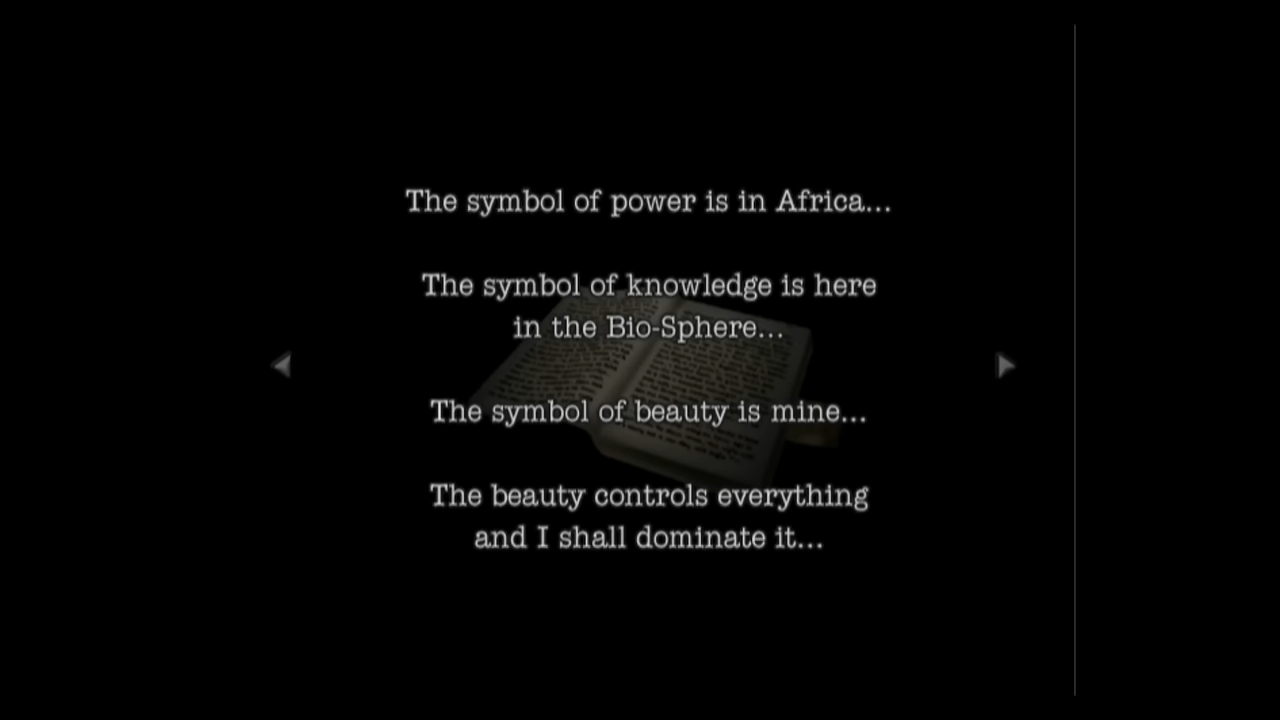 The symbol of power is in Africa...
The symbol of knowledge is here
in the Bio-Sphere...
The symbol of beauty is mine...
The beauty controls everything
and I shall dominate it...